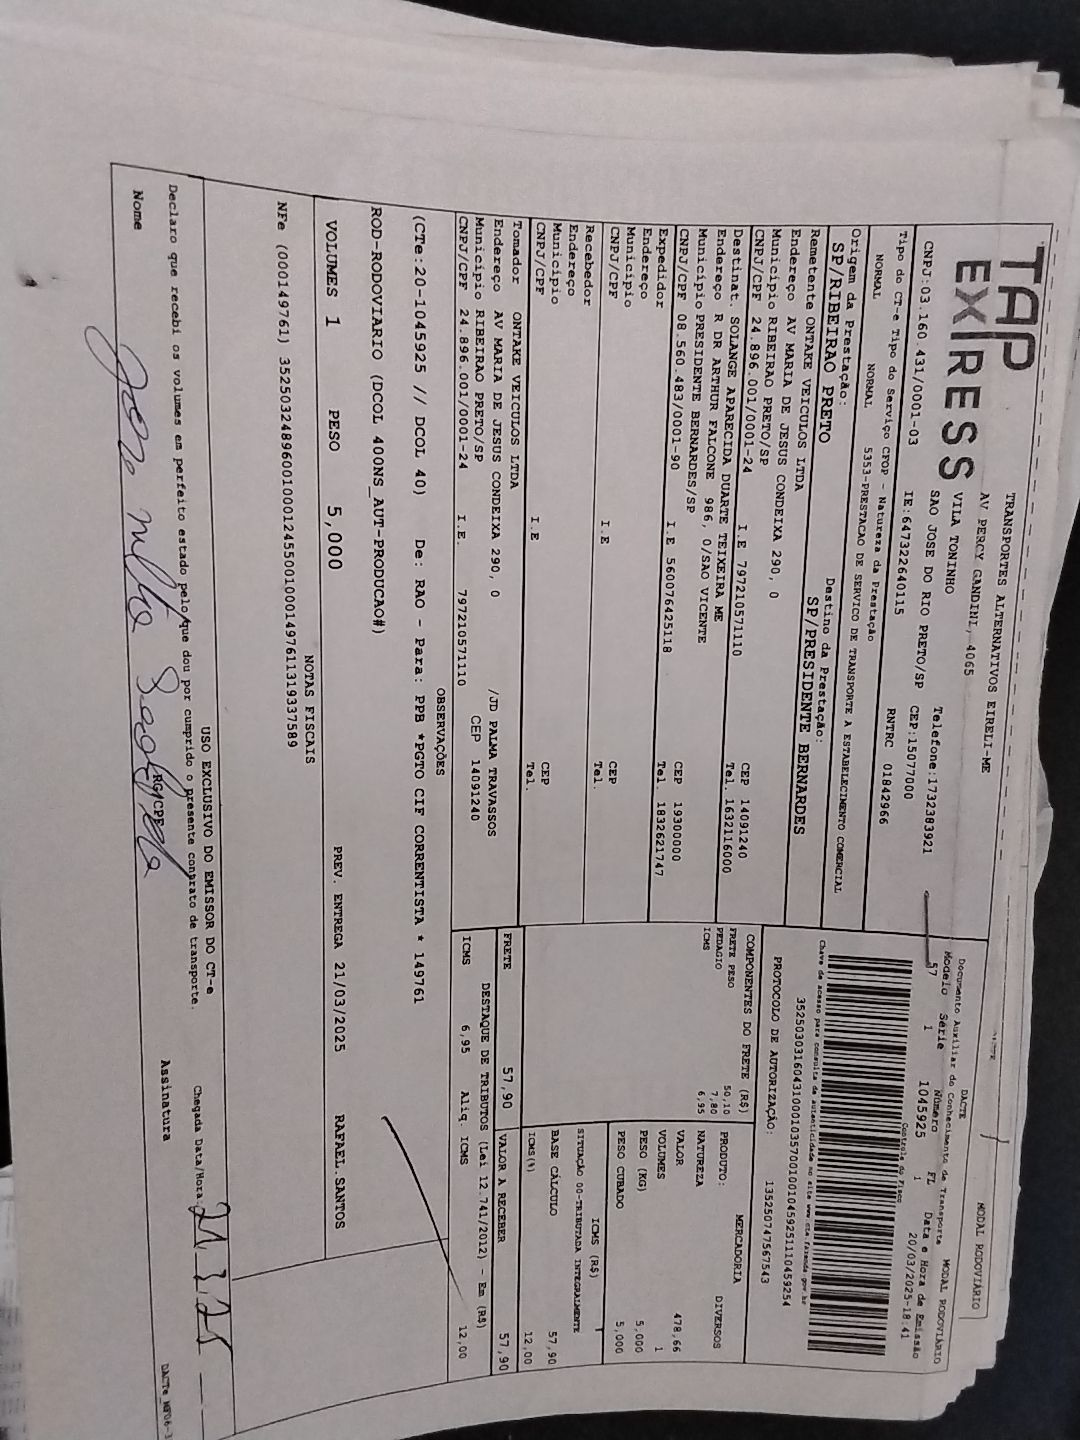 TAP
EXPRESS
TRANSPORTES ALTERNATIVOS EIRELI-ME
AV PERCY GANDINI, 4065
VILA TONINHO
SAO JOSE DO RIO PRETO/SP
Telefone:1732383921
CEP:15077000
CNPJ:03.160.431/0001-03 IE:647322640115 RNTRC 01842966
Tipo do CT-e Tipo do Serviço CFOP - Natureza da Prestação
NORMAL NORMAL 5353-PRESTACAO DE SERVICO DE TRANSPORTE A ESTABELECIMENTO COMERCIAL
Origem da Prestação: Destino da Prestação:
SP/RIBEIRAO PRETO SP/PRESIDENTE BERNARDES
Remetente ONTAKE VEICULOS LTDA
Endereço AV MARIA DE JESUS CONDEIXA 290, 0
Município RIBEIRAO PRETO/SP CEP 14091240
CNPJ/CPF 24.896.001/0001-24 I.E 797210571110 Tel. 1632116000
Destinat. SOLANGE APARECIDA DUARTE TEIXEIRA ME
Endereço R DR ARTHUR FALCONE 986, 0/SAO VICENTE
Município PRESIDENTE BERNARDES/SP CEP 19300000
CNPJ/CPF 08.560.483/0001-90 I.E 560076425118 Tel. 1832621747
Expedidor
Endereço
Município CEP
CNPJ/CPF I.E Tel.
Recebedor
Endereço
Município CEP
CNPJ/CPF I.E Tel.
Tomador ONTAKE VEICULOS LTDA
Endereço AV MARIA DE JESUS CONDEIXA 290, 0 /JD PALMA TRAVASSOS
Município RIBEIRAO PRETO/SP CEP 14091240
CNPJ/CPF 24.896.001/0001-24 I.E. 797210571110
MODAL RODOVIÁRIO
DACTE
Documento Auxiliar do Conhecimento de Transporte MODAL RODOVIÁRIO
Modelo Série Número FL Data e Hora de Emissão
57 1 1045925 1 20/03/2025-18:41
Controle do Fisco
Chave de acesso para consulta de autenticidade no site www.cte.fazenda.gov.br
PROTOCOLO DE AUTORIZAÇÃO: 135250747567543
COMPONENTES DO FRETE (R$)
FRETE PESO 50,10
PEDAGIO 7,80
ICMS 6,95
MERCADORIA
PRODUTO: DIVERSOS
NATUREZA
VALOR 478,66
VOLUMES 1
PESO (KG) 5,000
PESO CUBADO 5,000
ICMS (R$)
SITUAÇÃO 00-TRIBUTADA INTEGRALMENTE
BASE CÁLCULO 57,90
ICMS(%) 12,00
FRETE 57,90 VALOR A RECEBER 57,90
DESTAQUE DE TRIBUTOS (Lei 12.741/2012) - Em (R$)
ICMS 6,95 Aliq. ICMS 12,00
OBSERVAÇÕES
(CTe:20-1045925 // DCOL 40) De: RAO - Para: PPB *PGTO CIF CORRENTISTA * 149761
ROD-RODOVIARIO (DCOL 400NS_AUT-PRODUCAO#)
VOLUMES 1 PESO 5,000 PREV. ENTREGA 21/03/2025 RAFAEL.SANTOS
NOTAS FISCAIS
NFe (000149761)
USO EXCLUSIVO DO EMISSOR DO CT-e
Declaro que recebi os volumes em perfeito estado pelo que dou por cumprido o presente contrato de transporte.
Chegada Data/Hora: 21 3 25
Nome RG/CPF Assinatura